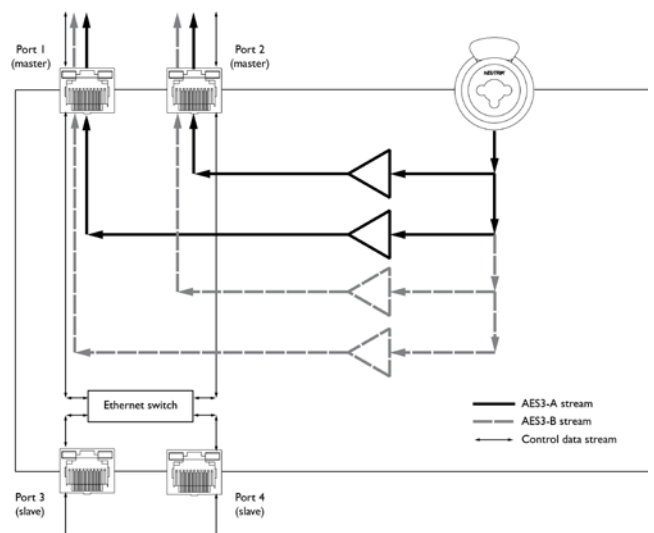 Port 1
(master)
Port 2
(master)
NEUTRIK
Ethernet switch
AES3-A stream
AES3-B stream
Control data stream
Port 3
(slave)
Port 4
(slave)